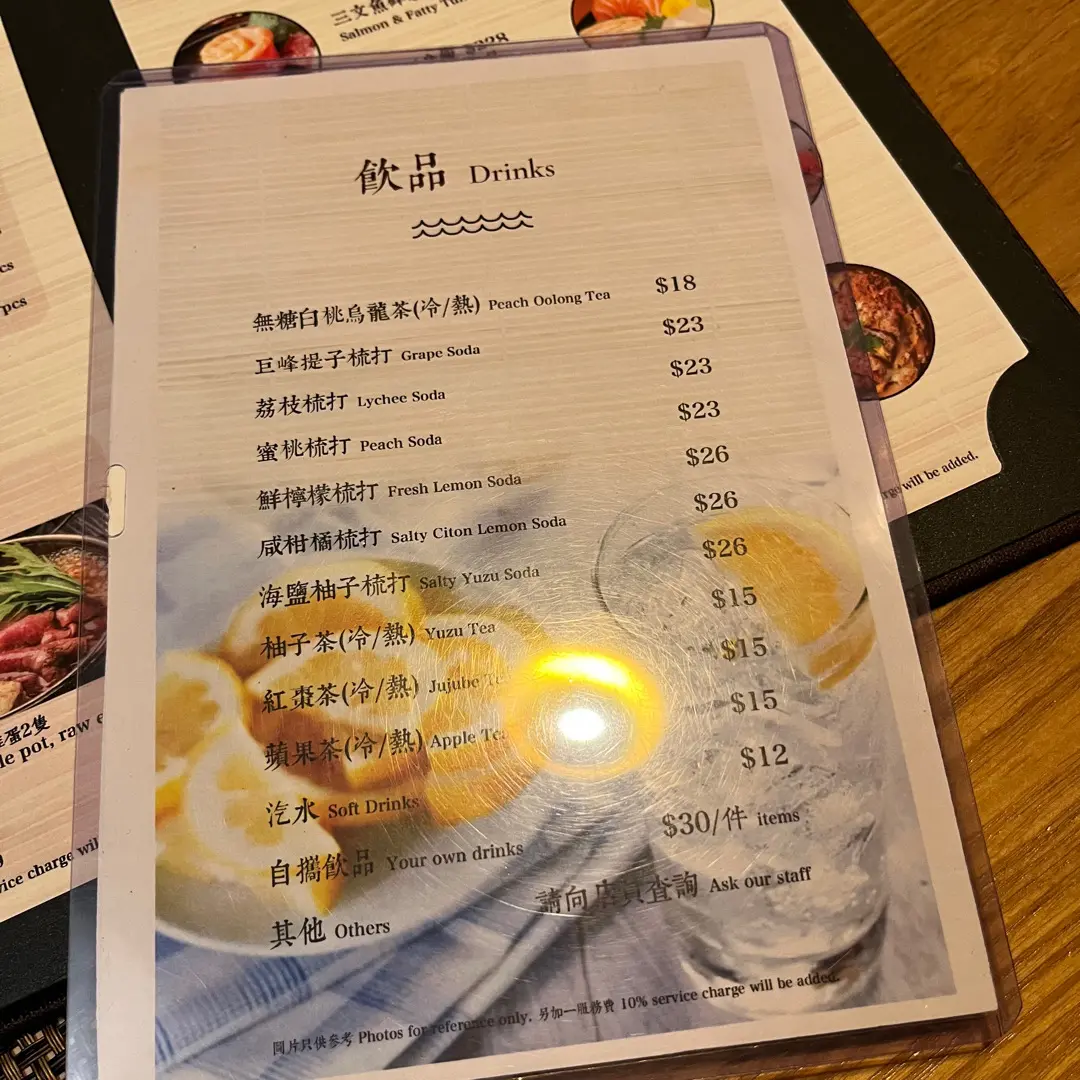 三文魚
Salmon & Fatty
飲品 Drinks
無糖白桃烏龍茶(冷/熱) Peach Oolong Tea $18
巨峰提子梳打 Grape Soda $23
荔枝梳打 Lychee Soda $23
蜜桃梳打 Peach Soda $23
鮮檸檬梳打 Fresh Lemon Soda $26
咸柑橘梳打 Salty Citon Lemon Soda $26
海鹽柚子梳打 Salty Yuzu Soda $26
柚子茶(冷/熱) Yuzu Tea $15
紅棗茶(冷/熱) Jujube $15
蘋果茶(冷/熱) Apple $15
汽水 Soft Drinks $12
自攜飲品 Your own drinks $30/件 items
其他 Others 請向店員查詢 Ask our staff
圖片只供參考 Photos for reference only. 另加一服務費 10% service charge will be added.
pcs
蛋2隻
pot, raw
charge
will be added.